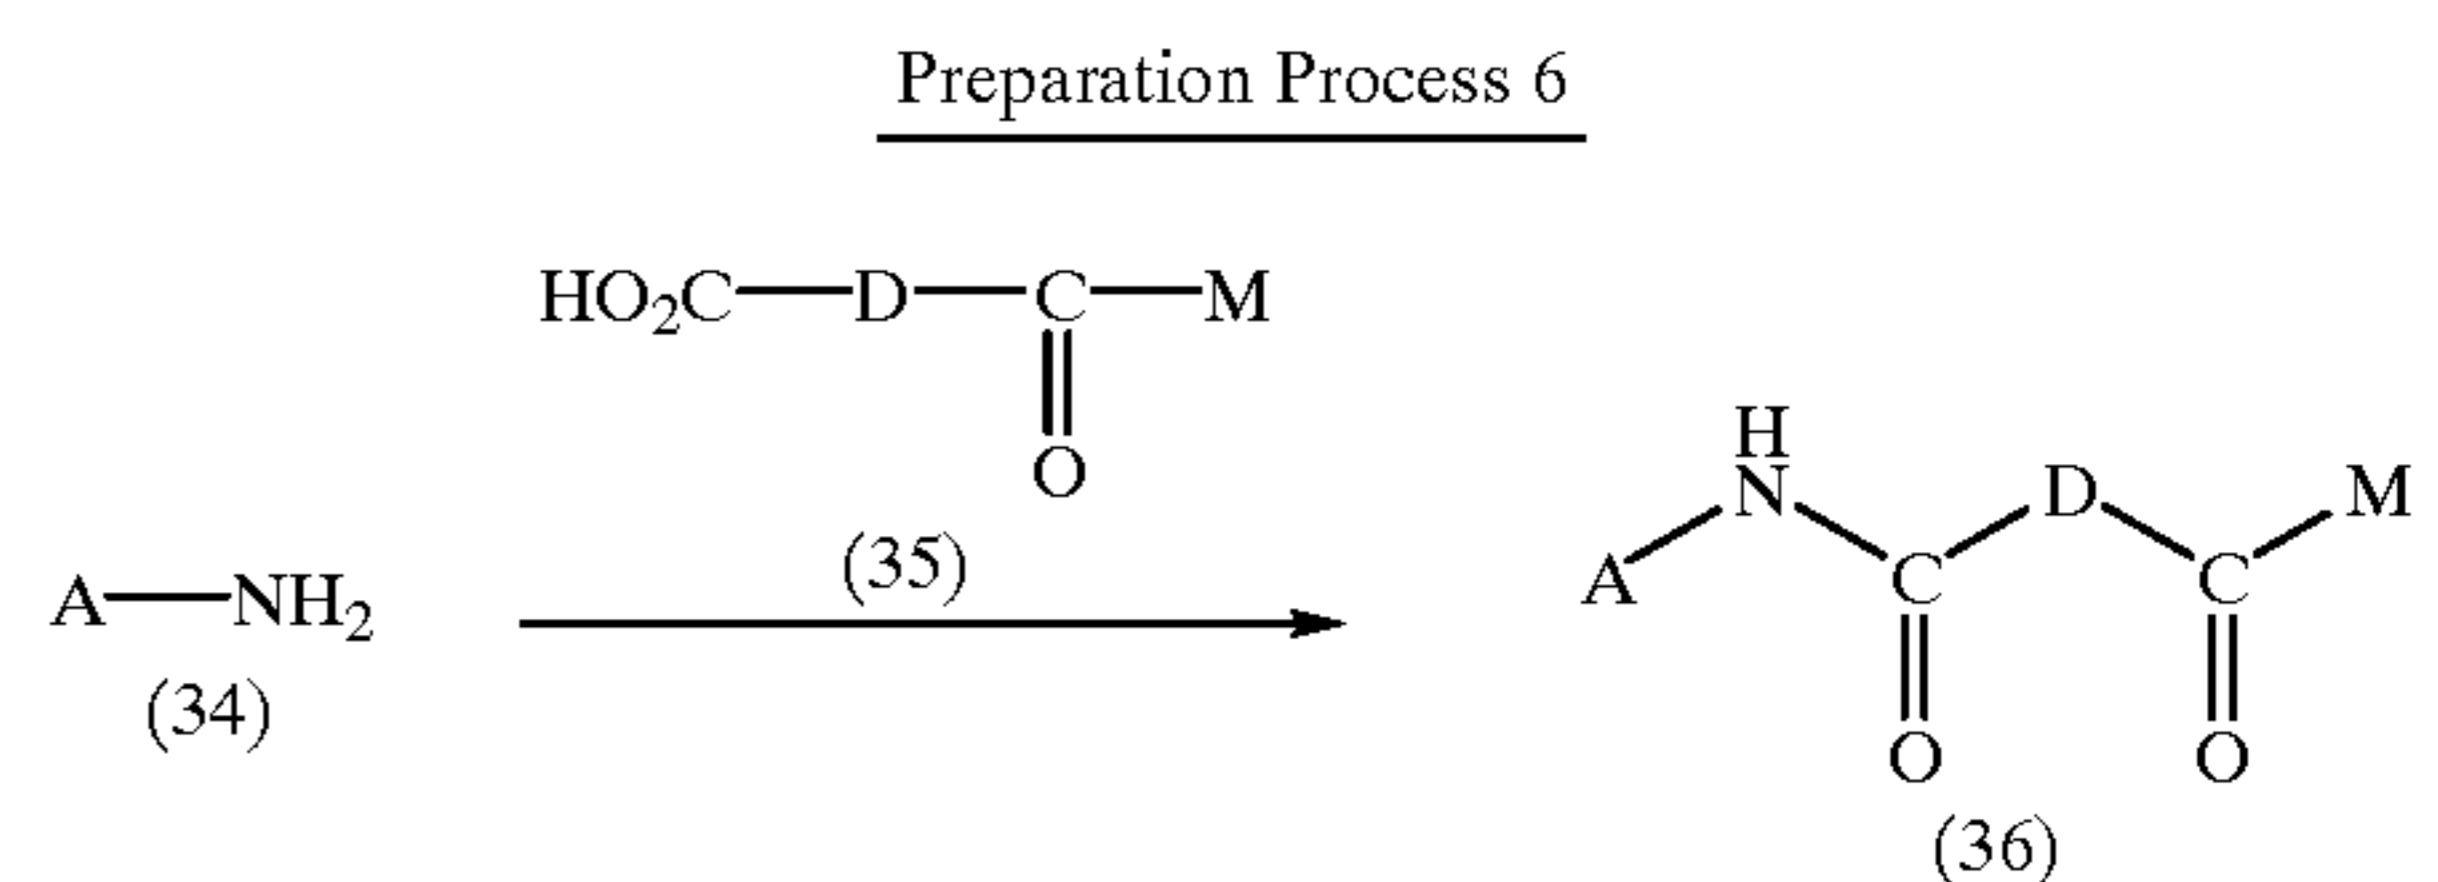 Preparation Process 6
HO₂C—D—C—M
O
(35)
A—NH₂
(34)
H
N D M
A C C
O O
(36)